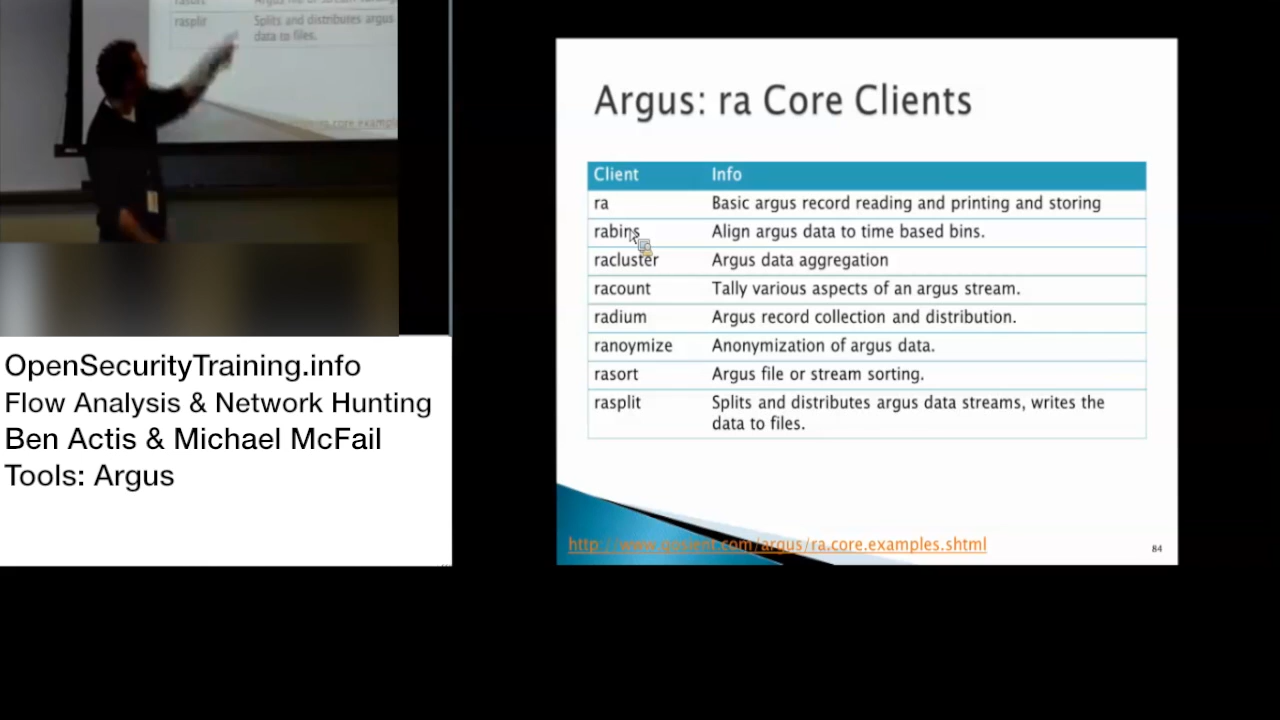 rasplit
Splits and distributes argus
data to files.
ra.core.example
OpenSecurityTraining.info
Flow Analysis & Network Hunting
Ben Actis & Michael McFail
Tools: Argus
Argus: ra Core Clients
Client Info
ra Basic argus record reading and printing and storing
rabins Align argus data to time based bins.
racluster Argus data aggregation
racount Tally various aspects of an argus stream.
radium Argus record collection and distribution.
ranoymize Anonymization of argus data.
rasort Argus file or stream sorting.
rasplit Splits and distributes argus data streams, writes the
data to files.
http://www.qosient.com/argus/ra.core.examples.shtml
84